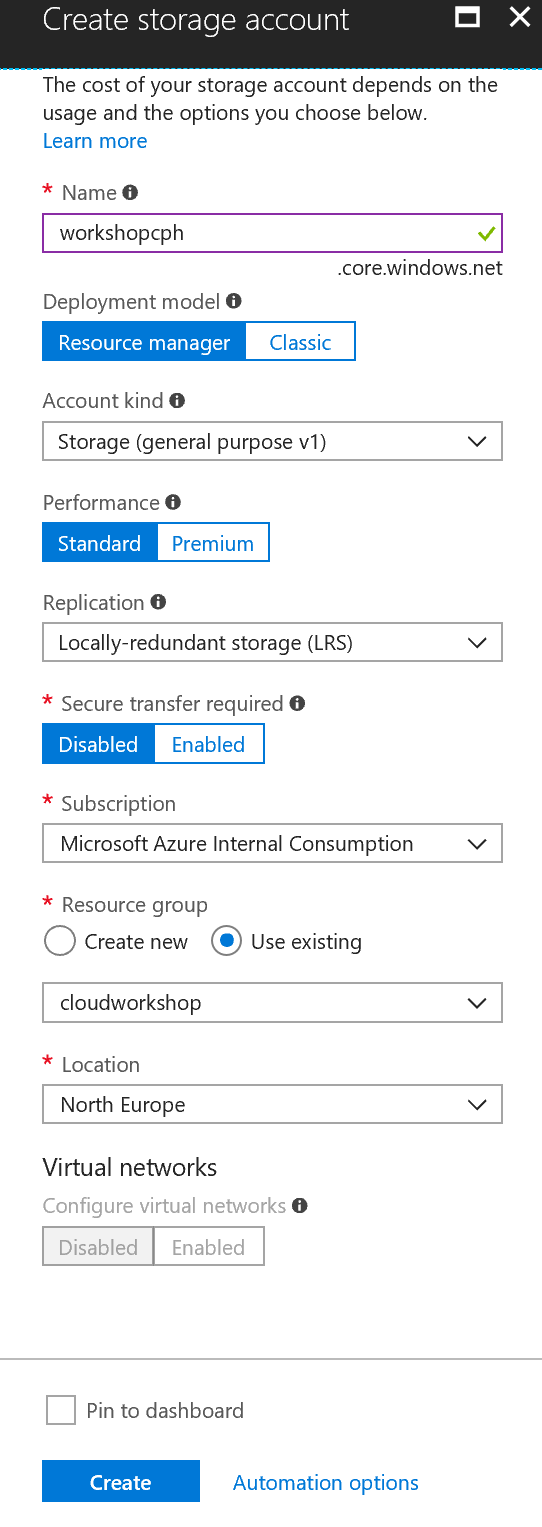 Create storage account
The cost of your storage account depends on the
usage and the options you choose below.
Learn more
* Name
workshopcph
.core.windows.net
Deployment model
Resource manager Classic
Account kind
Storage (general purpose v1)
Performance
Standard Premium
Replication
Locally-redundant storage (LRS)
* Secure transfer required
Disabled Enabled
* Subscription
Microsoft Azure Internal Consumption
* Resource group
Create new Use existing
cloudworkshop
* Location
North Europe
Virtual networks
Configure virtual networks
Disabled Enabled
Pin to dashboard
Create Automation options